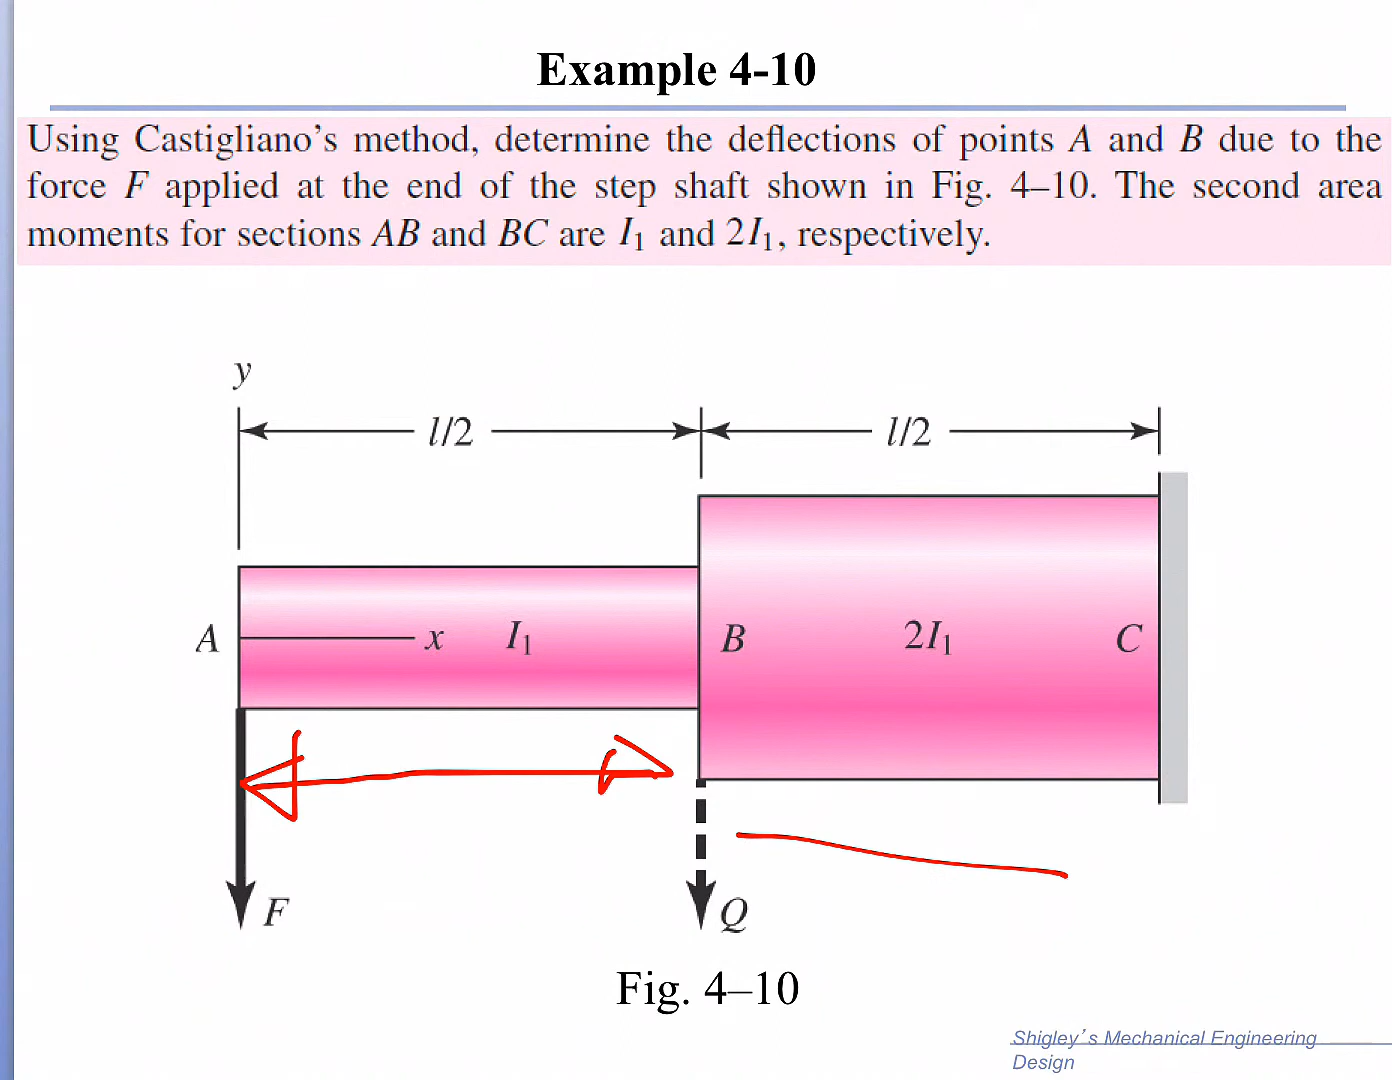 Example 4-10
Using Castigliano's method, determine the deflections of points A and B due to the
force F applied at the end of the step shaft shown in Fig. 4–10. The second area
moments for sections AB and BC are I₁ and 2I₁, respectively.
y
l/2
l/2
A
x
I₁
B
2I₁
C
F
Q
Fig. 4–10
Shigley's Mechanical Engineering
Design